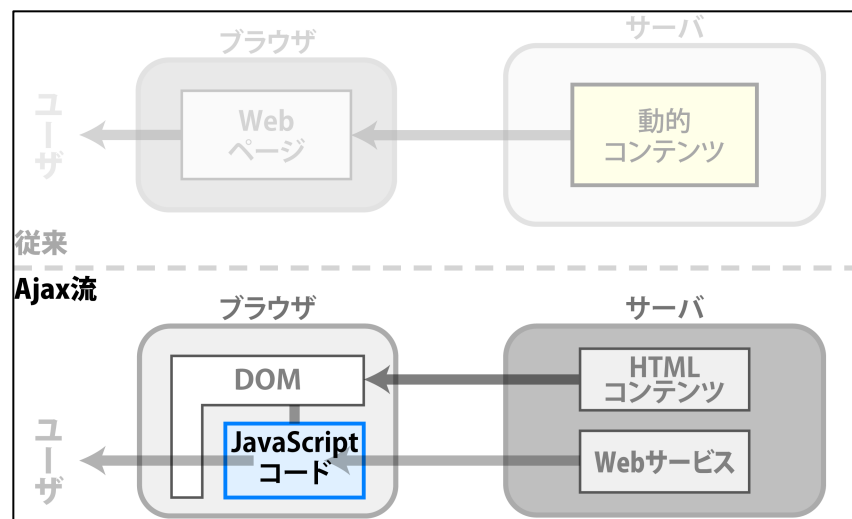 ブラウザ
サーバ
ユーザ
Web
ページ
動的
コンテンツ
従来
Ajax流
ブラウザ
サーバ
DOM
HTML
コンテンツ
ユーザ
JavaScript
コード
Webサービス